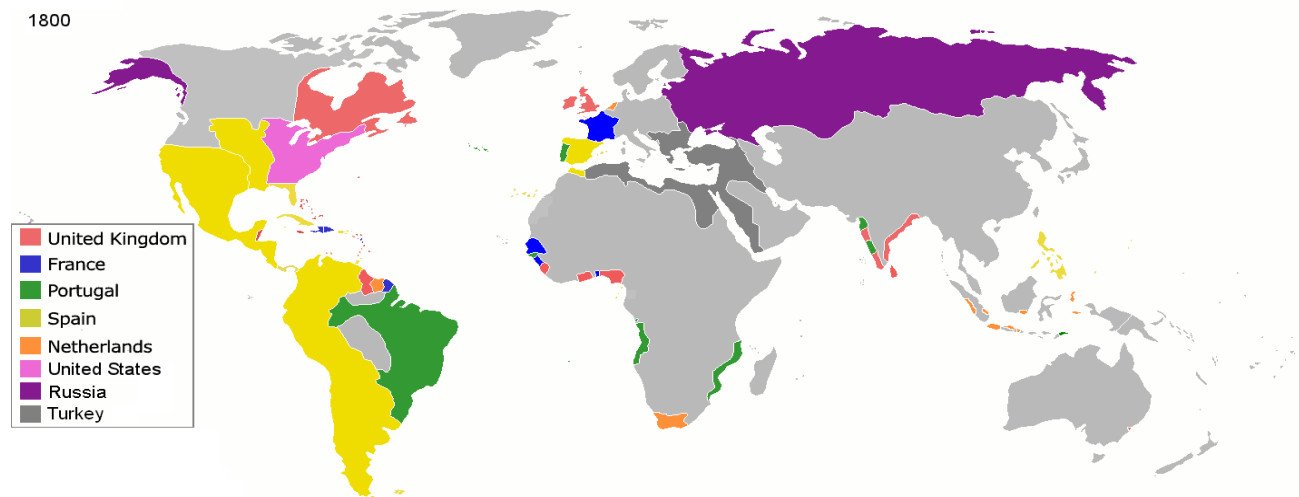 1800
United Kingdom
France
Portugal
Spain
Netherlands
United States
Russia
Turkey